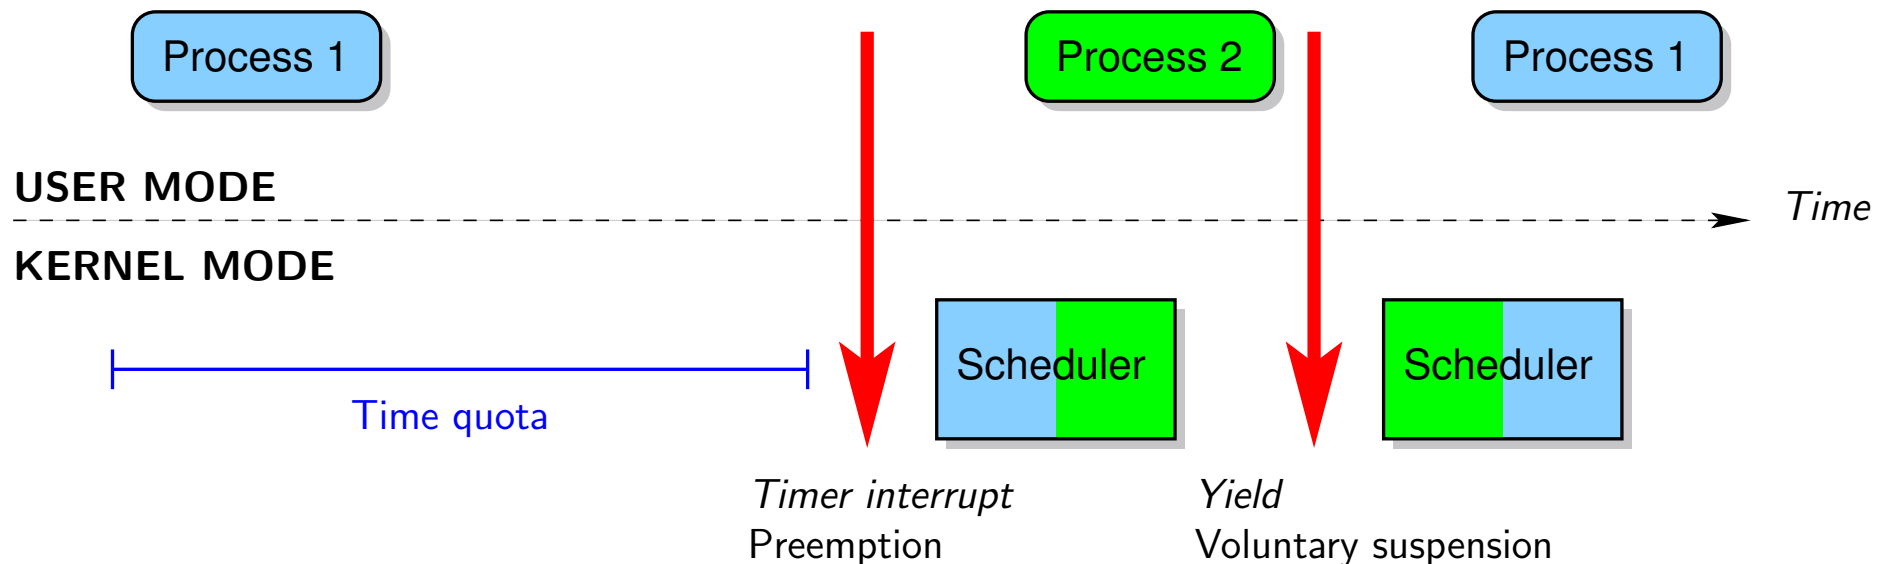 Process 1
Process 2
Process 1
USER MODE
Time
KERNEL MODE
Scheduler
Scheduler
Time quota
Timer interrupt
Preemption
Yield
Voluntary suspension